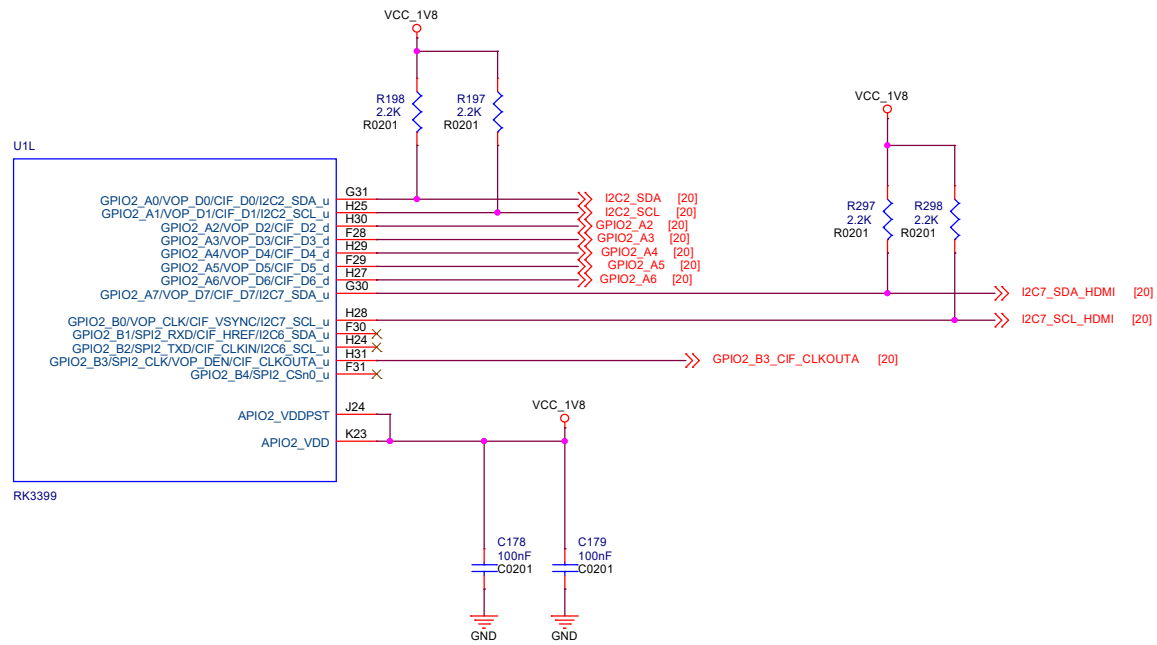 VCC_1V8
R198
2.2K
R0201
R197
2.2K
R0201
VCC_1V8
R297
2.2K
R0201
R298
2.2K
R0201
U1L
GPIO2_A0/VOP_D0/CIF_D0/I2C2_SDA_u G31 I2C2_SDA [20]
GPIO2_A1/VOP_D1/CIF_D1/I2C2_SCL_u H25 I2C2_SCL [20]
GPIO2_A2/VOP_D2/CIF_D2_d H30 GPIO2_A2 [20]
GPIO2_A3/VOP_D3/CIF_D3_d F28 GPIO2_A3 [20]
GPIO2_A4/VOP_D4/CIF_D4_d H29 GPIO2_A4 [20]
GPIO2_A5/VOP_D5/CIF_D5_d F29 GPIO2_A5 [20]
GPIO2_A6/VOP_D6/CIF_D6_d H27 GPIO2_A6 [20]
GPIO2_A7/VOP_D7/CIF_D7/I2C7_SDA_u G30 I2C7_SDA_HDMI [20]
GPIO2_B0/VOP_CLK/CIF_VSYNC/I2C7_SCL_u H28 I2C7_SCL_HDMI [20]
GPIO2_B1/SPI2_RXD/CIF_HREF/I2C6_SDA_u F30
GPIO2_B2/SPI2_TXD/CIF_CLKIN/I2C6_SCL_u H24
GPIO2_B3/SPI2_CLK/VOP_DEN/CIF_CLKOUTA_u H31 GPIO2_B3_CIF_CLKOUTA [20]
GPIO2_B4/SPI2_CSn0_u F31
APIO2_VDDPST J24
VCC_1V8
APIO2_VDD K23
RK3399
C178
100nF
C0201
C179
100nF
C0201
GND
GND